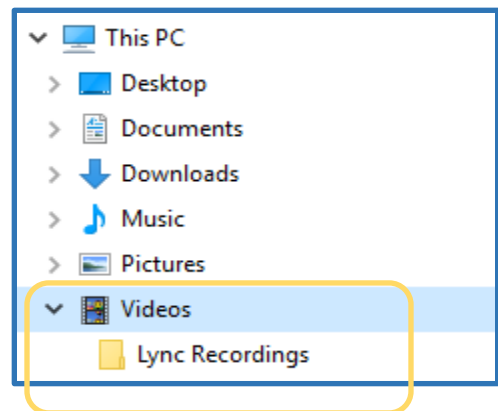 This PC
Desktop
Documents
Downloads
Music
Pictures
Videos
Lync Recordings